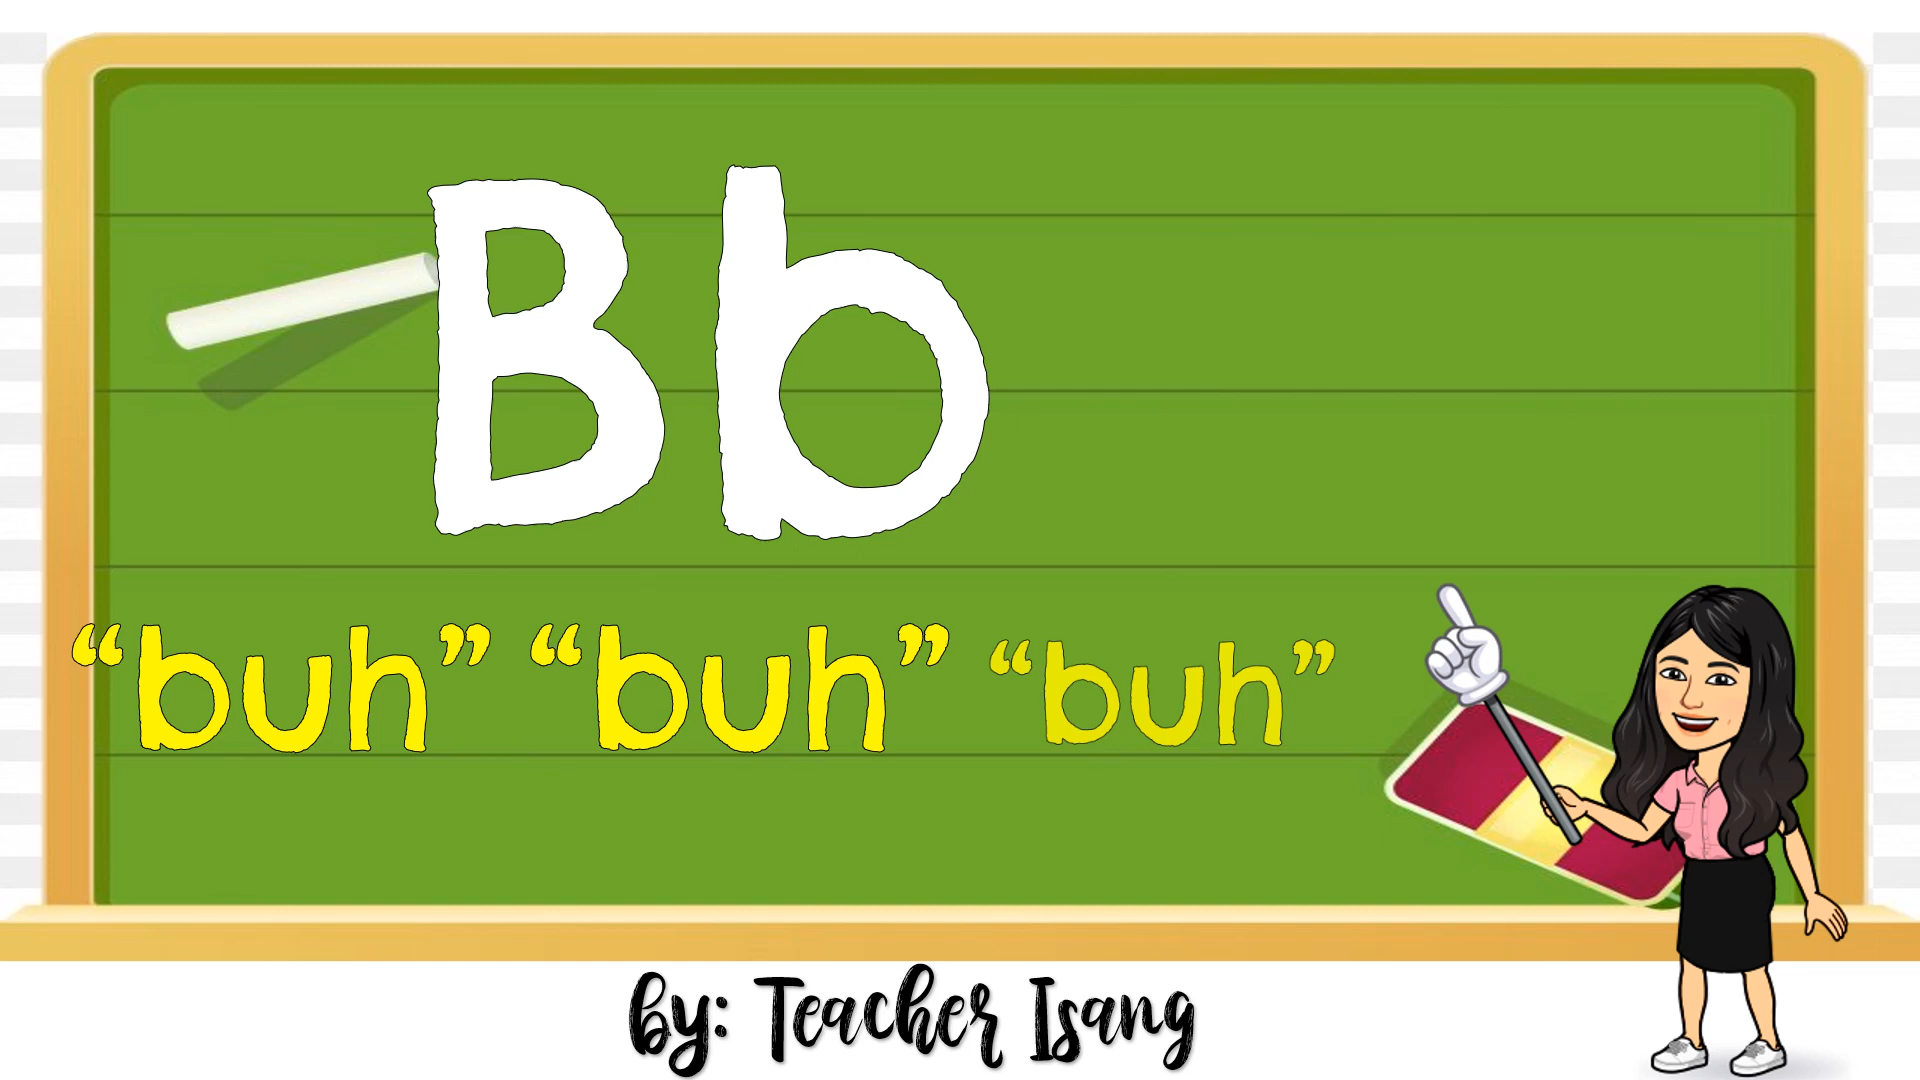 Bb
“buh” “buh” “buh”
by: Teacher Isang